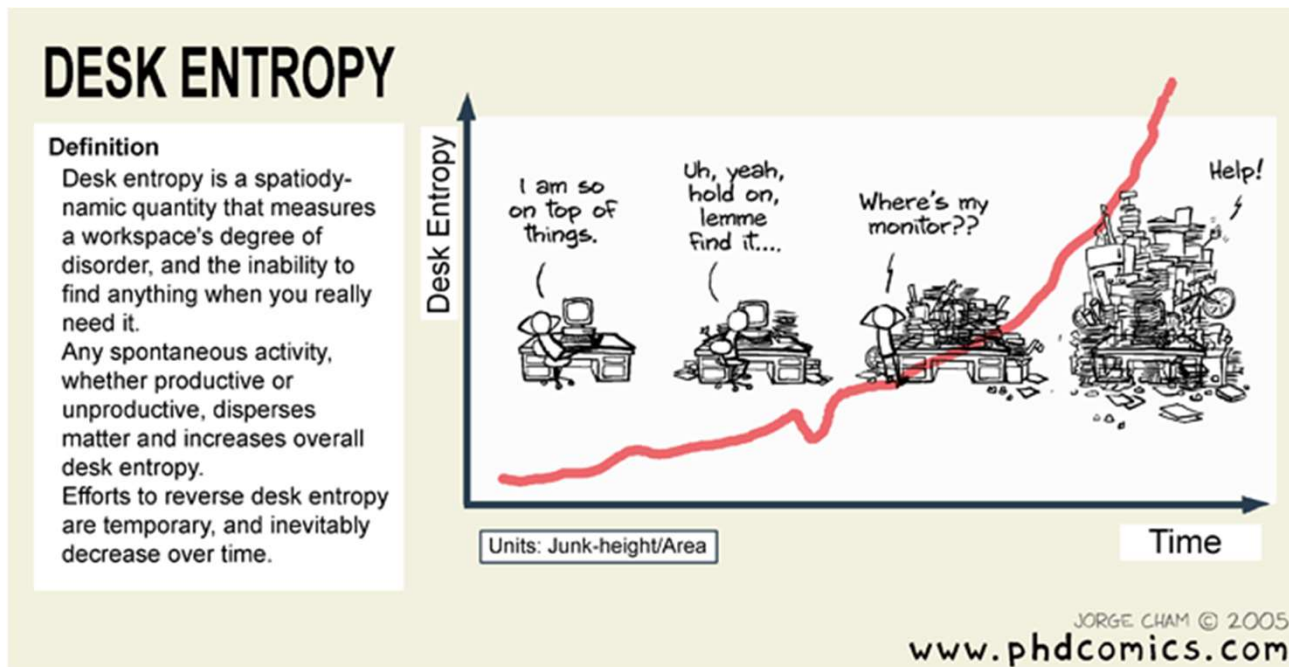 DESK ENTROPY
Definition
Desk entropy is a spatiody-
namic quantity that measures
a workspace's degree of
disorder, and the inability to
find anything when you really
need it.
Any spontaneous activity,
whether productive or
unproductive, disperses
matter and increases overall
desk entropy.
Efforts to reverse desk entropy
are temporary, and inevitably
decrease over time.
Desk Entropy
I am so
on top of
things.
Uh, yeah,
hold on,
lemme
find it....
Where's my
monitor??
Help!
Units: Junk-height/Area
Time
JORGE CHAM © 2005
www.phdcomics.com